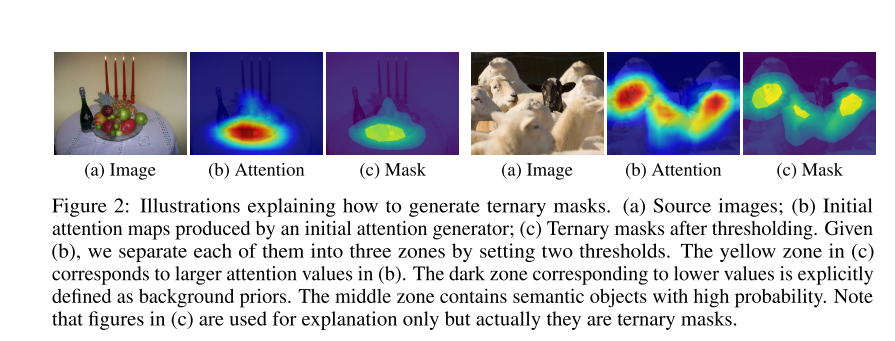 (a) Image (b) Attention (c) Mask (a) Image (b) Attention (c) Mask
Figure 2: Illustrations explaining how to generate ternary masks. (a) Source images; (b) Initial
attention maps produced by an initial attention generator; (c) Ternary masks after thresholding. Given
(b), we separate each of them into three zones by setting two thresholds. The yellow zone in (c)
corresponds to larger attention values in (b). The dark zone corresponding to lower values is explicitly
defined as background priors. The middle zone contains semantic objects with high probability. Note
that figures in (c) are used for explanation only but actually they are ternary masks.